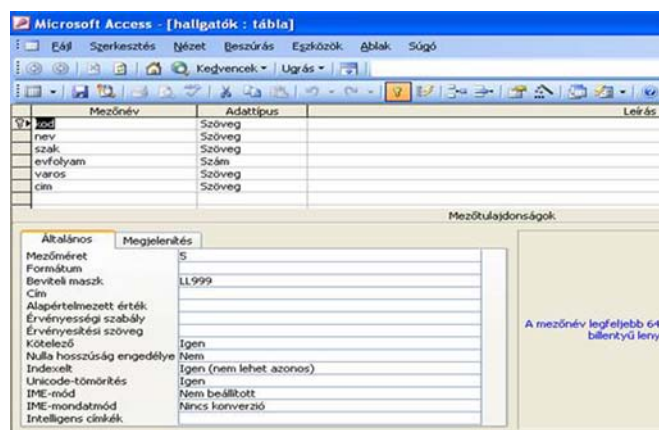 Microsoft Access - [hallgatók : tábla]
Fájl Szerkesztés Nézet Beszúrás Eszközök Ablak Súgó
Kedvencek Ugrás
Mezőnév Adattípus Leírás
kod Szöveg
nev Szöveg
szak Szöveg
evfolyam Szám
varos Szöveg
cim Szöveg
Mezőtulajdonságok
Általános Megjelenítés
Mezőméret 5
Formátum
Beviteli maszk LL999
Cím
Alapértelmezett érték
Érvényességi szabály
Érvényesítési szöveg
Kötelező Igen
Nulla hosszúság engedélye Nem
Indexelt Igen (nem lehet azonos)
Unicode-tömörítés Igen
IME-mód Nem beállított
IME-mondatmód Nincs konverzió
Intelligens címkék
A mezőnév legfeljebb 64
billentyű leny